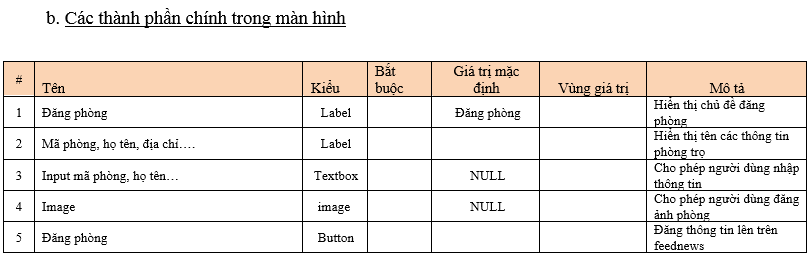 b. Các thành phần chính trong màn hình
# Tên Kiểu Bắt buộc Giá trị mặc định Vùng giá trị Mô tả
1 Đăng phòng Label Đăng phòng Hiển thị chủ đề đăng phòng
2 Mã phòng, họ tên, địa chỉ…. Label Hiển thị tên các thông tin phòng trọ
3 Input mã phòng, họ tên… Textbox NULL Cho phép người dùng nhập thông tin
4 Image image NULL Cho phép người dùng đăng ảnh phòng
5 Đăng phòng Button Đăng thông tin lên trên feednews